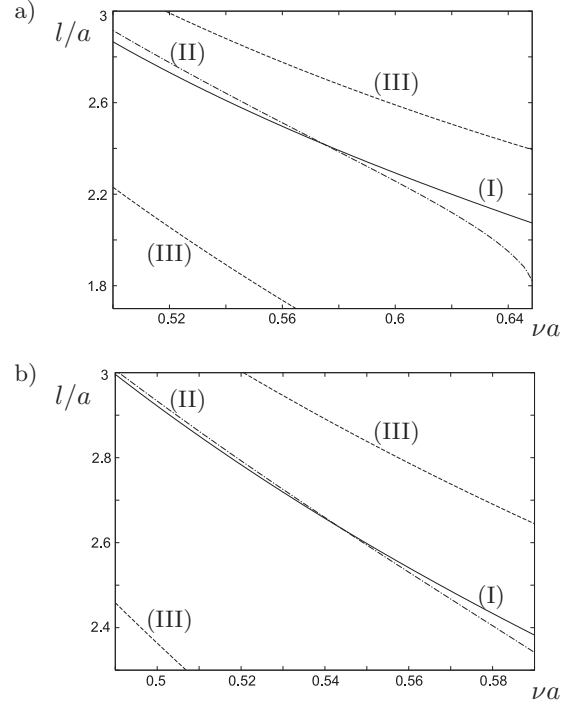 a)
l/a
3
2.6
2.2
1.8
(II)
(III)
(I)
(III)
0.52
0.56
0.6
0.64
νa
b)
l/a
3
2.8
2.6
2.4
(II)
(III)
(I)
(III)
0.5
0.52
0.54
0.56
0.58
νa